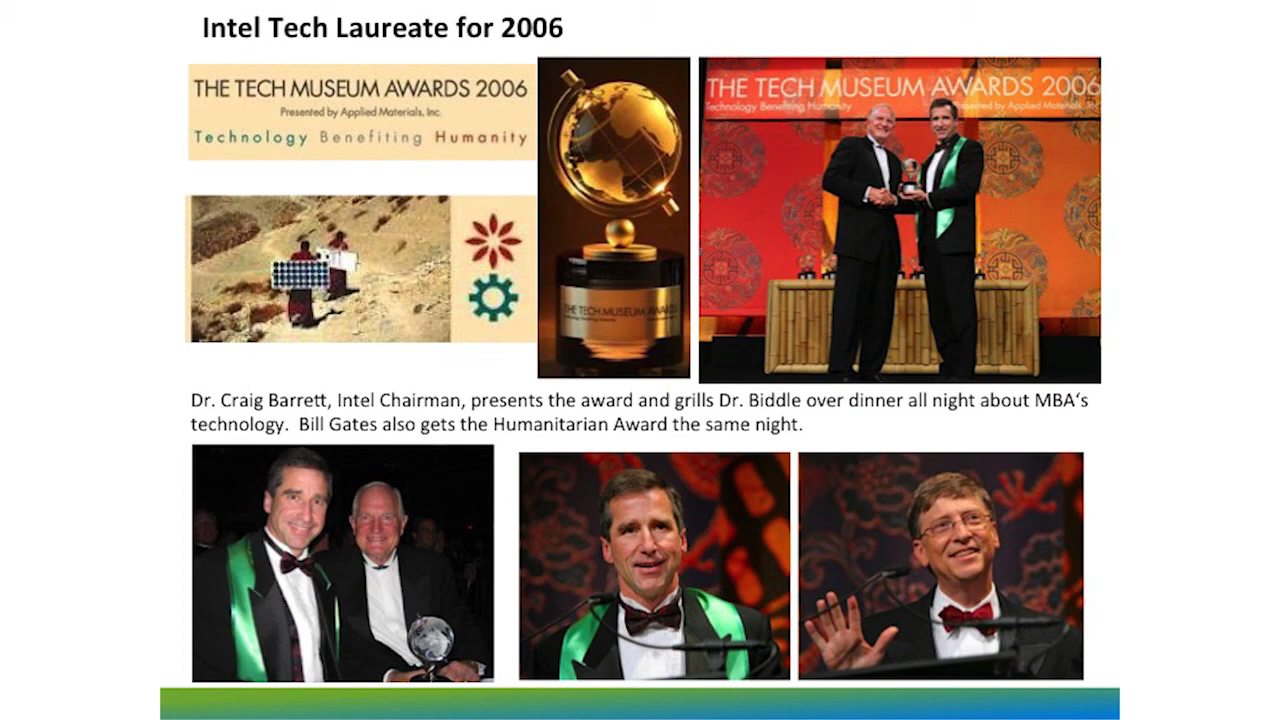 Intel Tech Laureate for 2006
THE TECH MUSEUM AWARDS 2006
Presented by Applied Materials, Inc.
Technology Benefiting Humanity
THE TECH MUSEUM AWARDS
THE TECH MUSEUM AWARDS 2006
Technology Benefiting Humanity
Presented by Applied Materials, Inc.
Dr. Craig Barrett, Intel Chairman, presents the award and grills Dr. Biddle over dinner all night about MBA‘s
technology.  Bill Gates also gets the Humanitarian Award the same night.